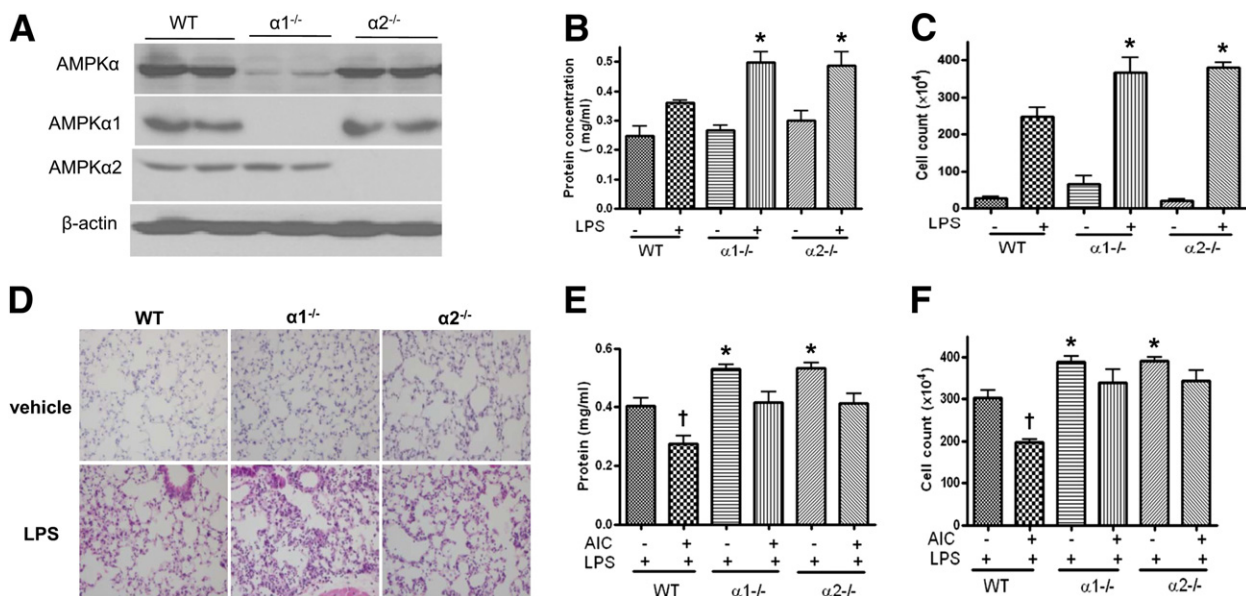 A
WT α1-/- α2-/-
AMPKα
AMPKα1
AMPKα2
β-actin
B
Protein concentration
( mg/ml)
0.5
0.4
0.3
0.2
0.1
0.0
* *
LPS - + - + - +
WT α1-/- α2-/-
C
Cell count (×104)
400
300
200
100
0
* *
LPS - + - + - +
WT α1-/- α2-/-
D
WT α1-/- α2-/-
vehicle
LPS
E
Protein (mg/ml)
0.6
0.4
0.2
0.0
† * *
AIC - + - + - +
LPS + + + + + +
WT α1-/- α2-/-
F
Cell count (×104)
400
300
200
100
0
† * *
AIC - + - + - +
LPS + + + + + +
WT α1-/- α2-/-